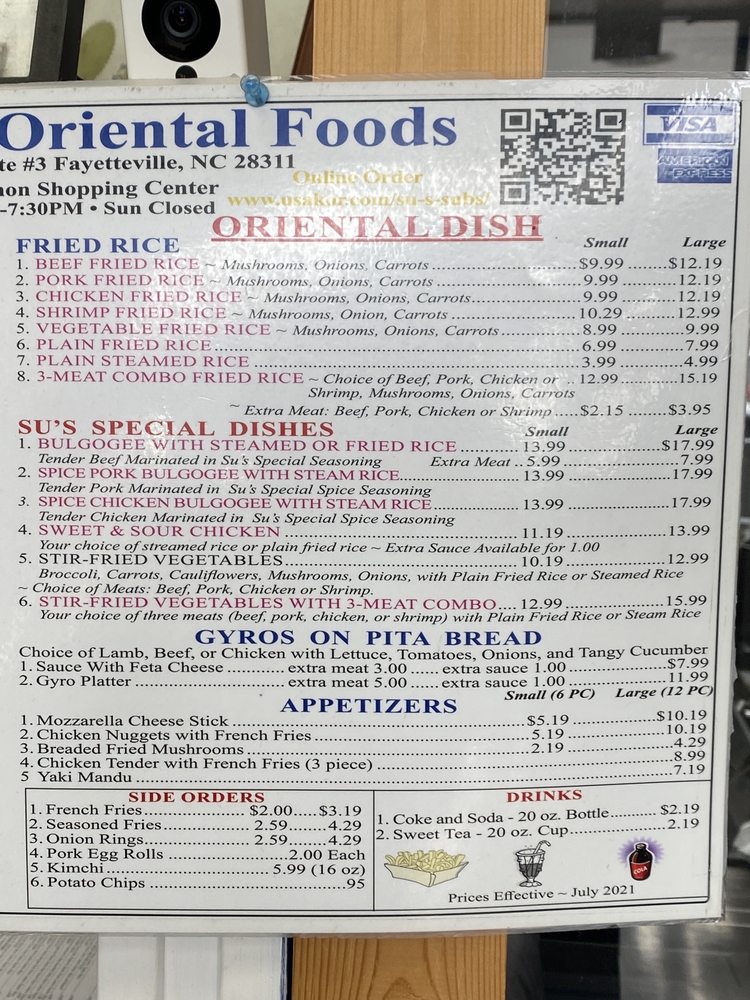 Oriental Foods
te #3 Fayetteville, NC 28311
non Shopping Center
-7:30PM • Sun Closed
Online Order
www.usakor.com/su-s-subs/
VISA
AMERICAN EXPRESS
ORIENTAL DISH
FRIED RICE Small Large
1. BEEF FRIED RICE ~ Mushrooms, Onions, Carrots ........ $9.99 ........ $12.19
2. PORK FRIED RICE ~ Mushrooms, Onions, Carrots ........ 9.99 ........ 12.19
3. CHICKEN FRIED RICE ~ Mushrooms, Onions, Carrots ........ 9.99 ........ 12.19
4. SHRIMP FRIED RICE ~ Mushrooms, Onion, Carrots ........ 10.29 ........ 12.99
5. VEGETABLE FRIED RICE ~ Mushrooms, Onions, Carrots ........ 8.99 ........ 9.99
6. PLAIN FRIED RICE ........ 6.99 ........ 7.99
7. PLAIN STEAMED RICE ........ 3.99 ........ 4.99
8. 3-MEAT COMBO FRIED RICE ~ Choice of Beef, Pork, Chicken or .. 12.99 ........ 15.19
Shrimp, Mushrooms, Onions, Carrots
~ Extra Meat: Beef, Pork, Chicken or Shrimp ..... $2.15 ........ $3.95
SU'S SPECIAL DISHES Small Large
1. BULGOGEE WITH STEAMED OR FRIED RICE ........ 13.99 ........ $17.99
Tender Beef Marinated in Su's Special Seasoning Extra Meat .. 5.99 ........ 7.99
2. SPICE PORK BULGOGEE WITH STEAM RICE ........ 13.99 ........ 17.99
Tender Pork Marinated in Su's Special Spice Seasoning
3. SPICE CHICKEN BULGOGEE WITH STEAM RICE ........ 13.99 ........ 17.99
Tender Chicken Marinated in Su's Special Spice Seasoning
4. SWEET & SOUR CHICKEN ........ 11.19 ........ 13.99
Your choice of streamed rice or plain fried rice ~ Extra Sauce Available for 1.00
5. STIR-FRIED VEGETABLES ........ 10.19 ........ 12.99
Broccoli, Carrots, Cauliflowers, Mushrooms, Onions, with Plain Fried Rice or Steamed Rice
~ Choice of Meats: Beef, Pork, Chicken or Shrimp.
6. STIR-FRIED VEGETABLES WITH 3-MEAT COMBO .... 12.99 ........ 15.99
Your choice of three meats (beef, pork, chicken, or shrimp) with Plain Fried Rice or Steam Rice
GYROS ON PITA BREAD
Choice of Lamb, Beef, or Chicken with Lettuce, Tomatoes, Onions, and Tangy Cucumber
1. Sauce With Feta Cheese ........ extra meat 3.00 ..... extra sauce 1.00 ........ $7.99
2. Gyro Platter ........ extra meat 5.00 ...... extra sauce 1.00 ........ 11.99
APPETIZERS Small (6 PC) Large (12 PC)
1. Mozzarella Cheese Stick ........ $5.19 ........ $10.19
2. Chicken Nuggets with French Fries ........ 5.19 ........ 10.19
3. Breaded Fried Mushrooms ........ 2.19 ........ 4.29
4. Chicken Tender with French Fries (3 piece) ........ 8.99
5 Yaki Mandu ........ 7.19
SIDE ORDERS
1. French Fries ........ $2.00 ..... $3.19
2. Seasoned Fries ........ 2.59 ....... 4.29
3. Onion Rings ........ 2.59 ....... 4.29
4. Pork Egg Rolls ........ 2.00 Each
5. Kimchi ........ 5.99 (16 oz)
6. Potato Chips ........ .95
DRINKS
1. Coke and Soda - 20 oz. Bottle ........ $2.19
2. Sweet Tea - 20 oz. Cup ........ 2.19
COLA
Prices Effective ~ July 2021